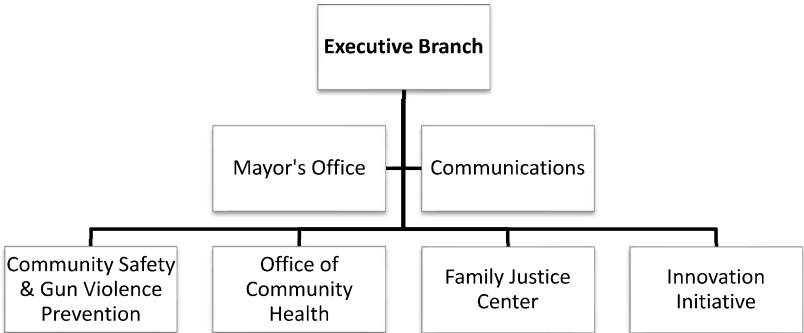 Executive Branch
Mayor's Office
Communications
Community Safety
& Gun Violence
Prevention
Office of
Community
Health
Family Justice
Center
Innovation
Initiative